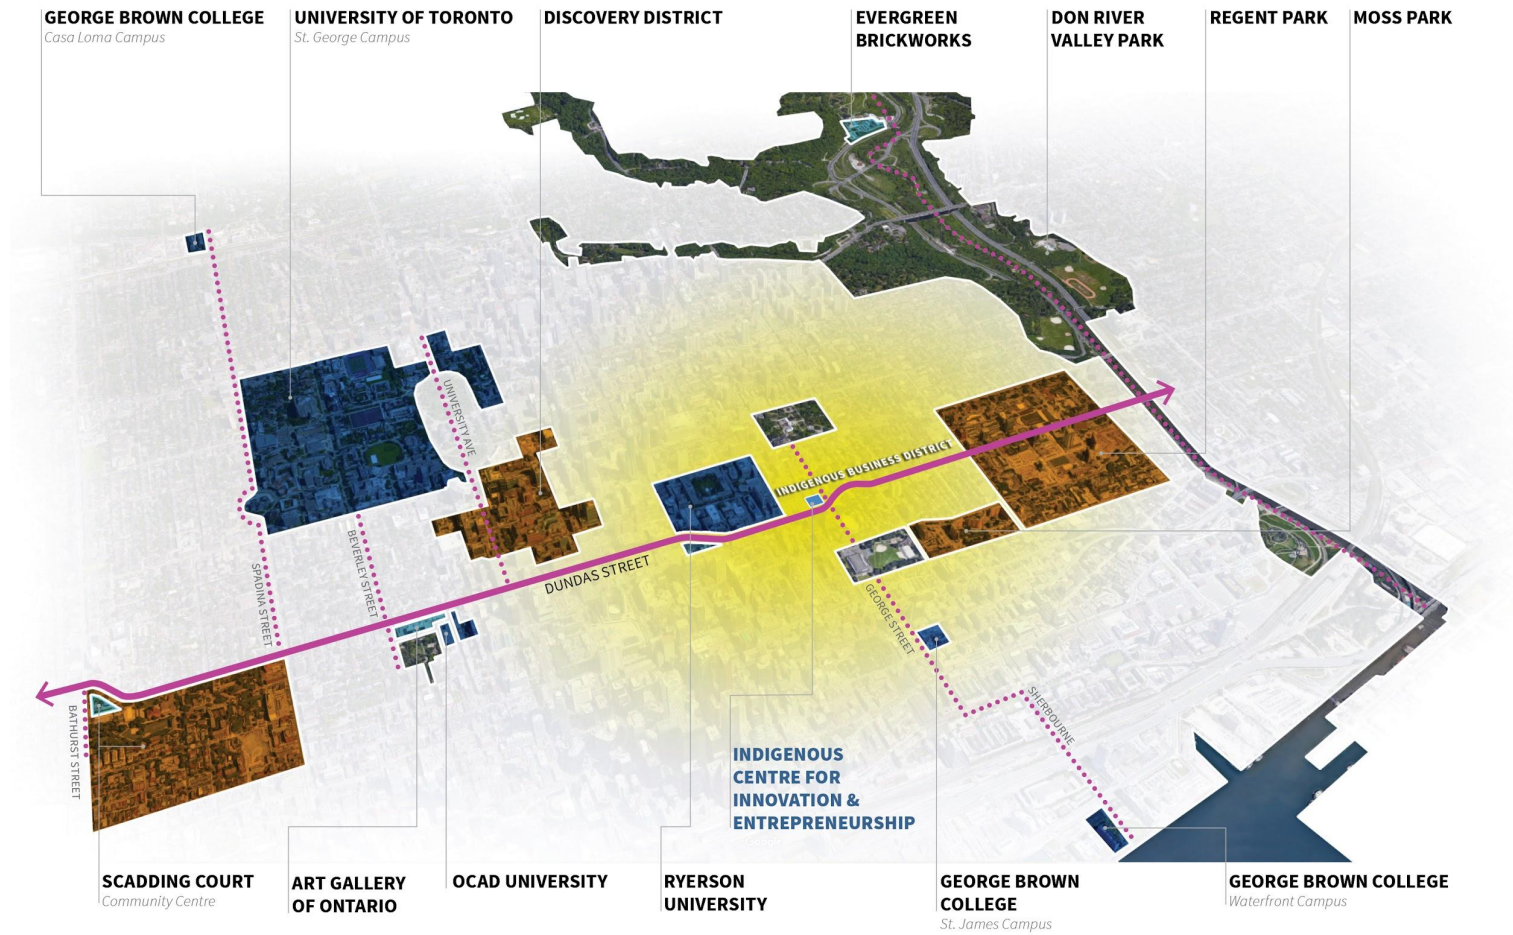 GEORGE BROWN COLLEGE
Casa Loma Campus
UNIVERSITY OF TORONTO
St. George Campus
DISCOVERY DISTRICT
EVERGREEN
BRICKWORKS
DON RIVER
VALLEY PARK
REGENT PARK
MOSS PARK
UNIVERSITY AVE
INDIGENOUS BUSINESS DISTRICT
SPADINA STREET
BEVERLEY STREET
DUNDAS STREET
GEORGE STREET
SHERBOURNE
BATHURST STREET
INDIGENOUS
CENTRE FOR
INNOVATION &
ENTREPRENEURSHIP
SCADDING COURT
Community Centre
ART GALLERY
OF ONTARIO
OCAD UNIVERSITY
RYERSON
UNIVERSITY
GEORGE BROWN
COLLEGE
St. James Campus
GEORGE BROWN COLLEGE
Waterfront Campus